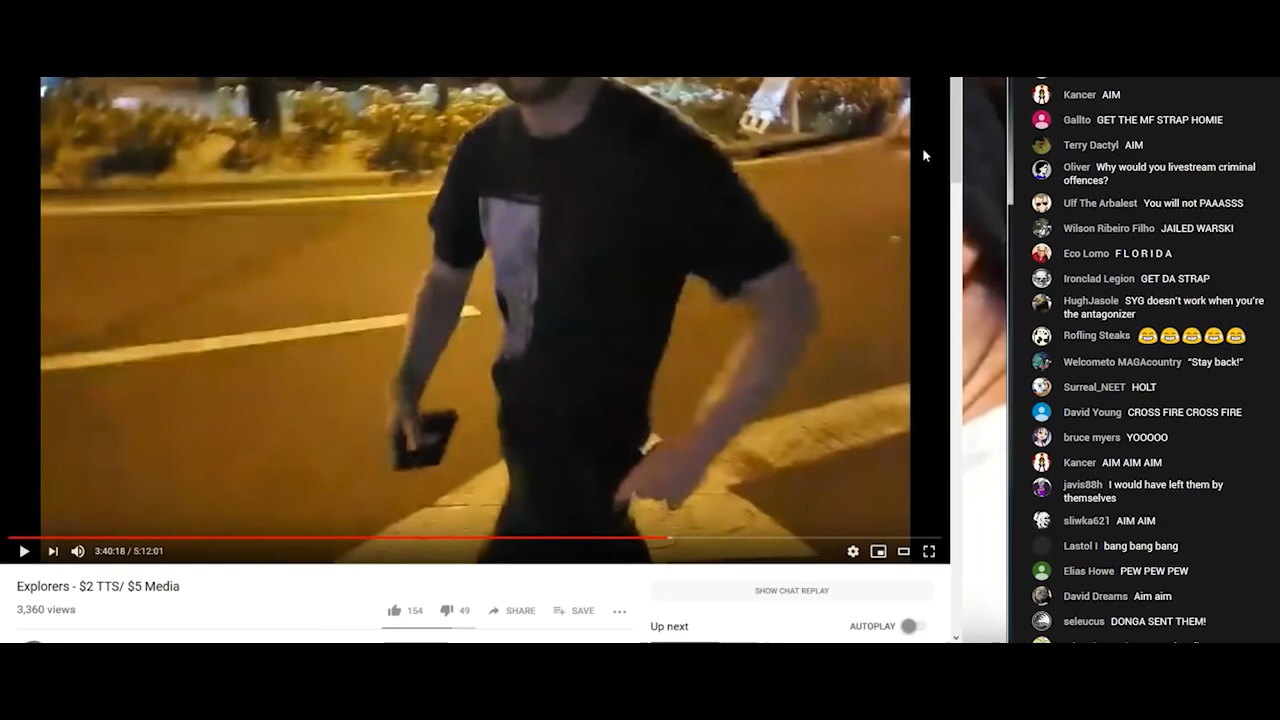 3:40:18 / 5:12:01
Explorers - $2 TTS/ $5 Media
3,360 views
154
49
SHARE
SAVE
SHOW CHAT REPLAY
Up next
AUTOPLAY
Kancer AIM
Gallto GET THE MF STRAP HOMIE
Terry Dactyl AIM
Oliver Why would you livestream criminal
offences?
Ulf The Arbalest You will not PAAASSS
Wilson Ribeiro Filho JAILED WARSKI
Eco Lomo F L O R I D A
Ironclad Legion GET DA STRAP
HughJasole SYG doesn't work when you're
the antagonizer
Rofling Steaks 😂😂😂😂😂
Welcometo MAGAcountry “Stay back!”
Surreal_NEET HOLT
David Young CROSS FIRE CROSS FIRE
bruce myers YOOOOO
Kancer AIM AIM AIM
javis88h I would have left them by
themselves
sliwka621 AIM AIM
Lastol I bang bang bang
Elias Howe PEW PEW PEW
David Dreams Aim aim
seleucus DONGA SENT THEM!